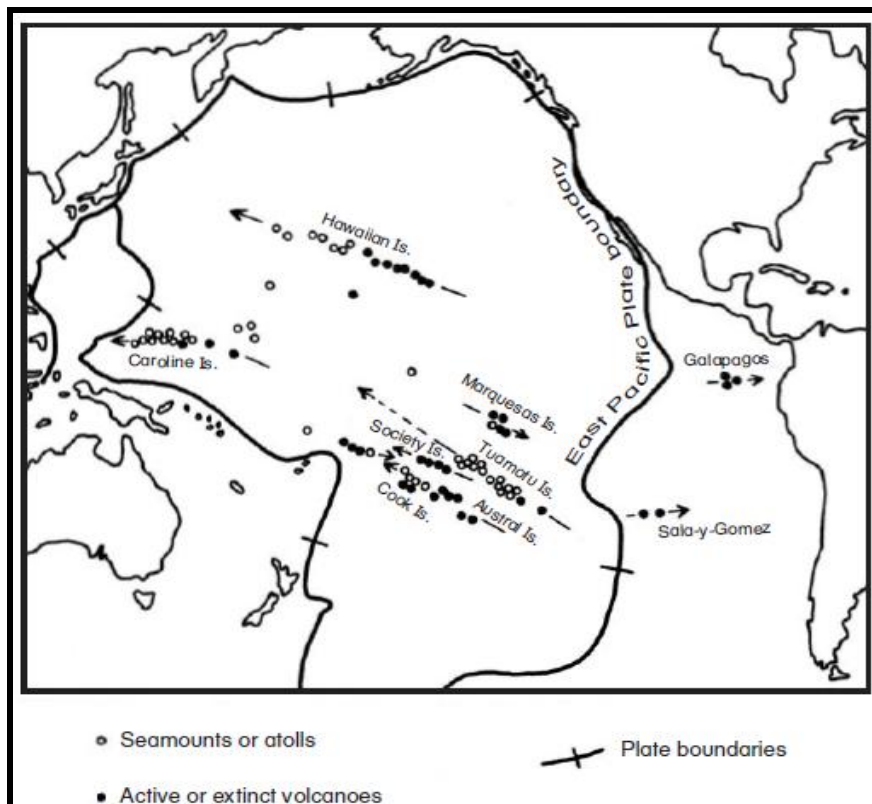 Hawaiian Is.
East Pacific Plate boundary
Caroline Is.
Galapagos
Marquesas Is.
Society Is.
Tuamotu Is.
Cook Is.
Austral Is.
Sala-y-Gomez
Seamounts or atolls
Plate boundaries
Active or extinct volcanoes